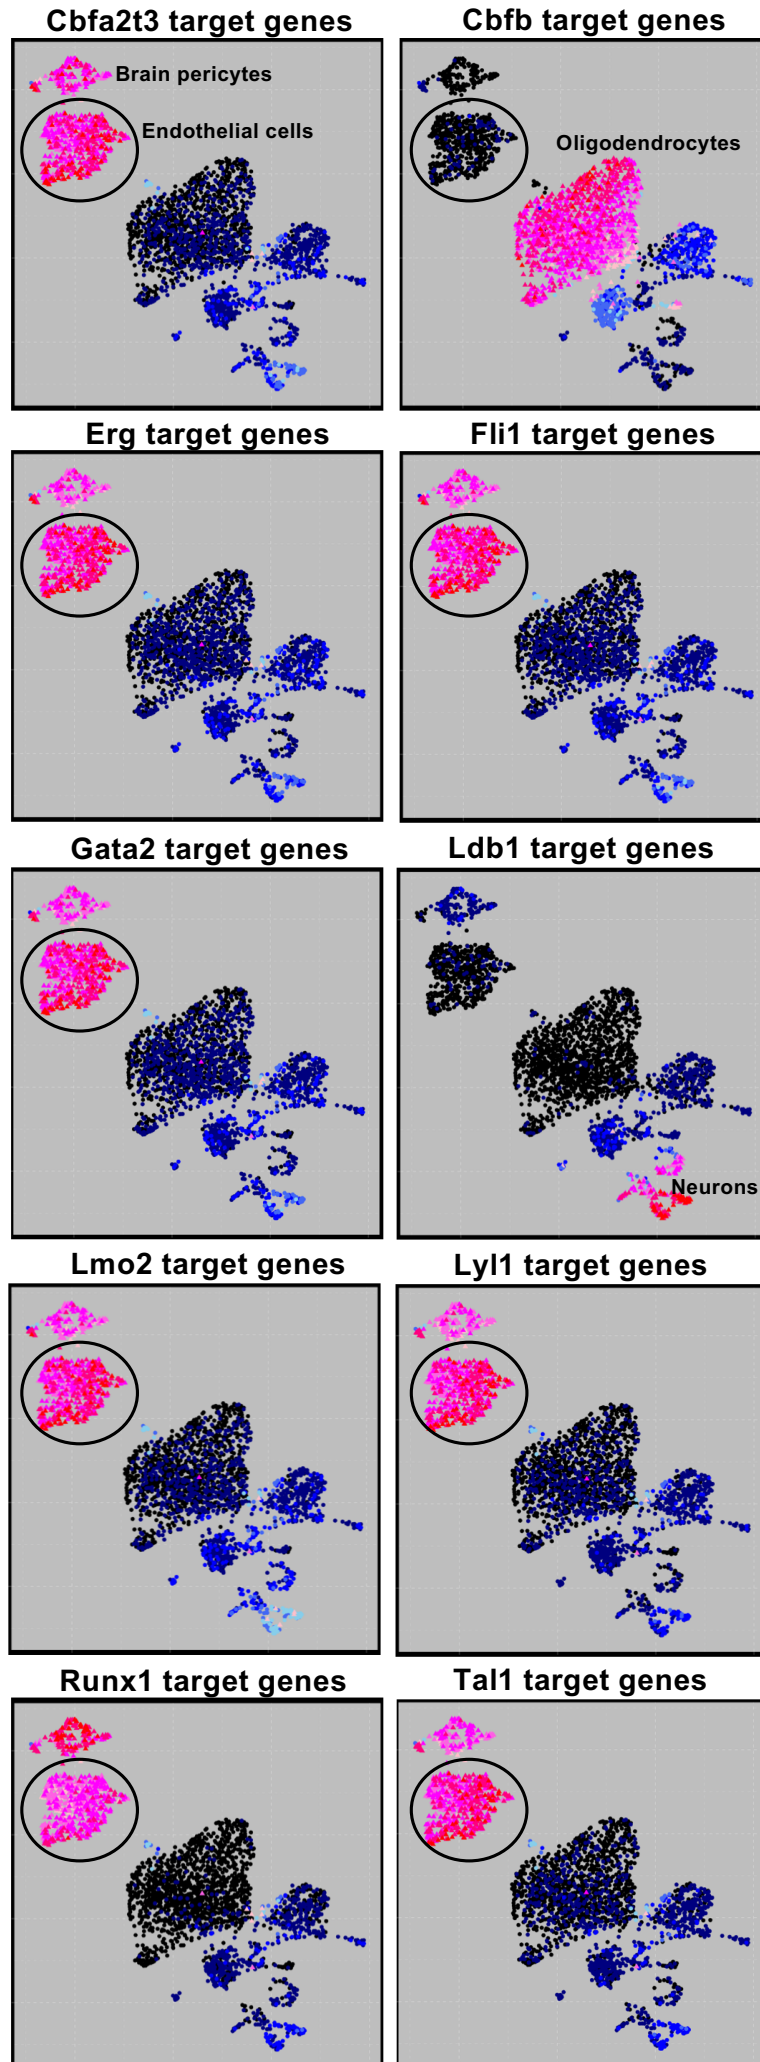 Cbfa2t3 target genes
Cbfb target genes
Brain pericytes
Endothelial cells
Oligodendrocytes
Erg target genes
Fli1 target genes
Gata2 target genes
Ldb1 target genes
Neurons
Lmo2 target genes
Lyl1 target genes
Runx1 target genes
Tal1 target genes